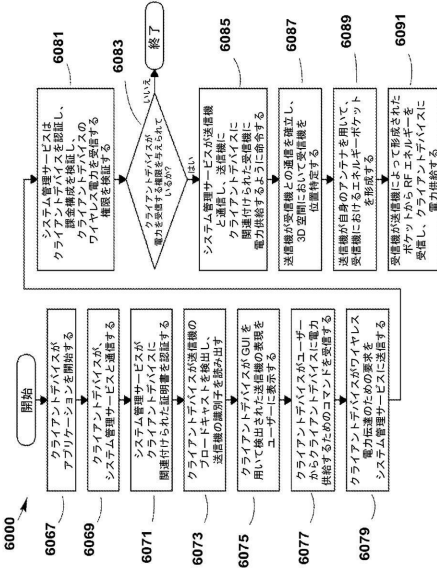 6000
開始
6067
クライアントデバイスが
アプリケーションを開始する
6069
クライアントデバイスが、
システム管理サービスと通信する
6071
システム管理サービスが
クライアントデバイスに
関連付けられた証明書を認証する
6073
クライアントデバイスが送信機の
ブロードキャストを検出し、
送信機の識別子を読み出す
6075
クライアントデバイスが GUI を
用いて検出された送信機の表現を
ユーザーに表示する
6077
クライアントデバイスがユーザー
からクライアントデバイスに電力
供給するためのコマンドを受信する
6079
クライアントデバイスがワイヤレス
電力伝達のための要求を
システム管理サービスに送信する
6081
システム管理サービスは
クライアントデバイスを認証し、
課金構成を検証し、
クライアントデバイスの
ワイヤレス電力を受信する
権限を検証する
6083
クライアントデバイスが
電力を受信する権限を与えられて
いるか?
いいえ
終了
はい
6085
システム管理サービスが送信機
と通信し、送信機に
クライアントデバイスに
関連付けられた受信機に
電力供給するように命令する
6087
送信機が受信機との通信を確立し、
3D 空間において受信機を
位置特定する
6089
送信機が自身のアンテナを用いて、
受信機におけるエネルギーポケット
を形成する
6091
受信機が送信機によって形成された
ポケットから RF エネルギーを
受信し、クライアントデバイスに
電力供給する